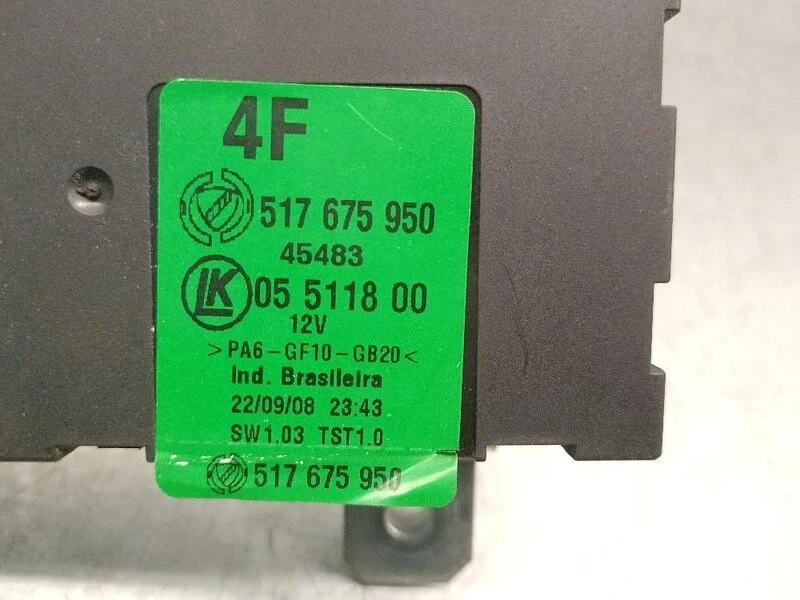 4F
517 675 950
45483
LK 05 5118 00
12V
>PA6-GF10-GB20<
Ind. Brasileira
22/09/08 23:43
SW1.03 TST1.0
517 675 950